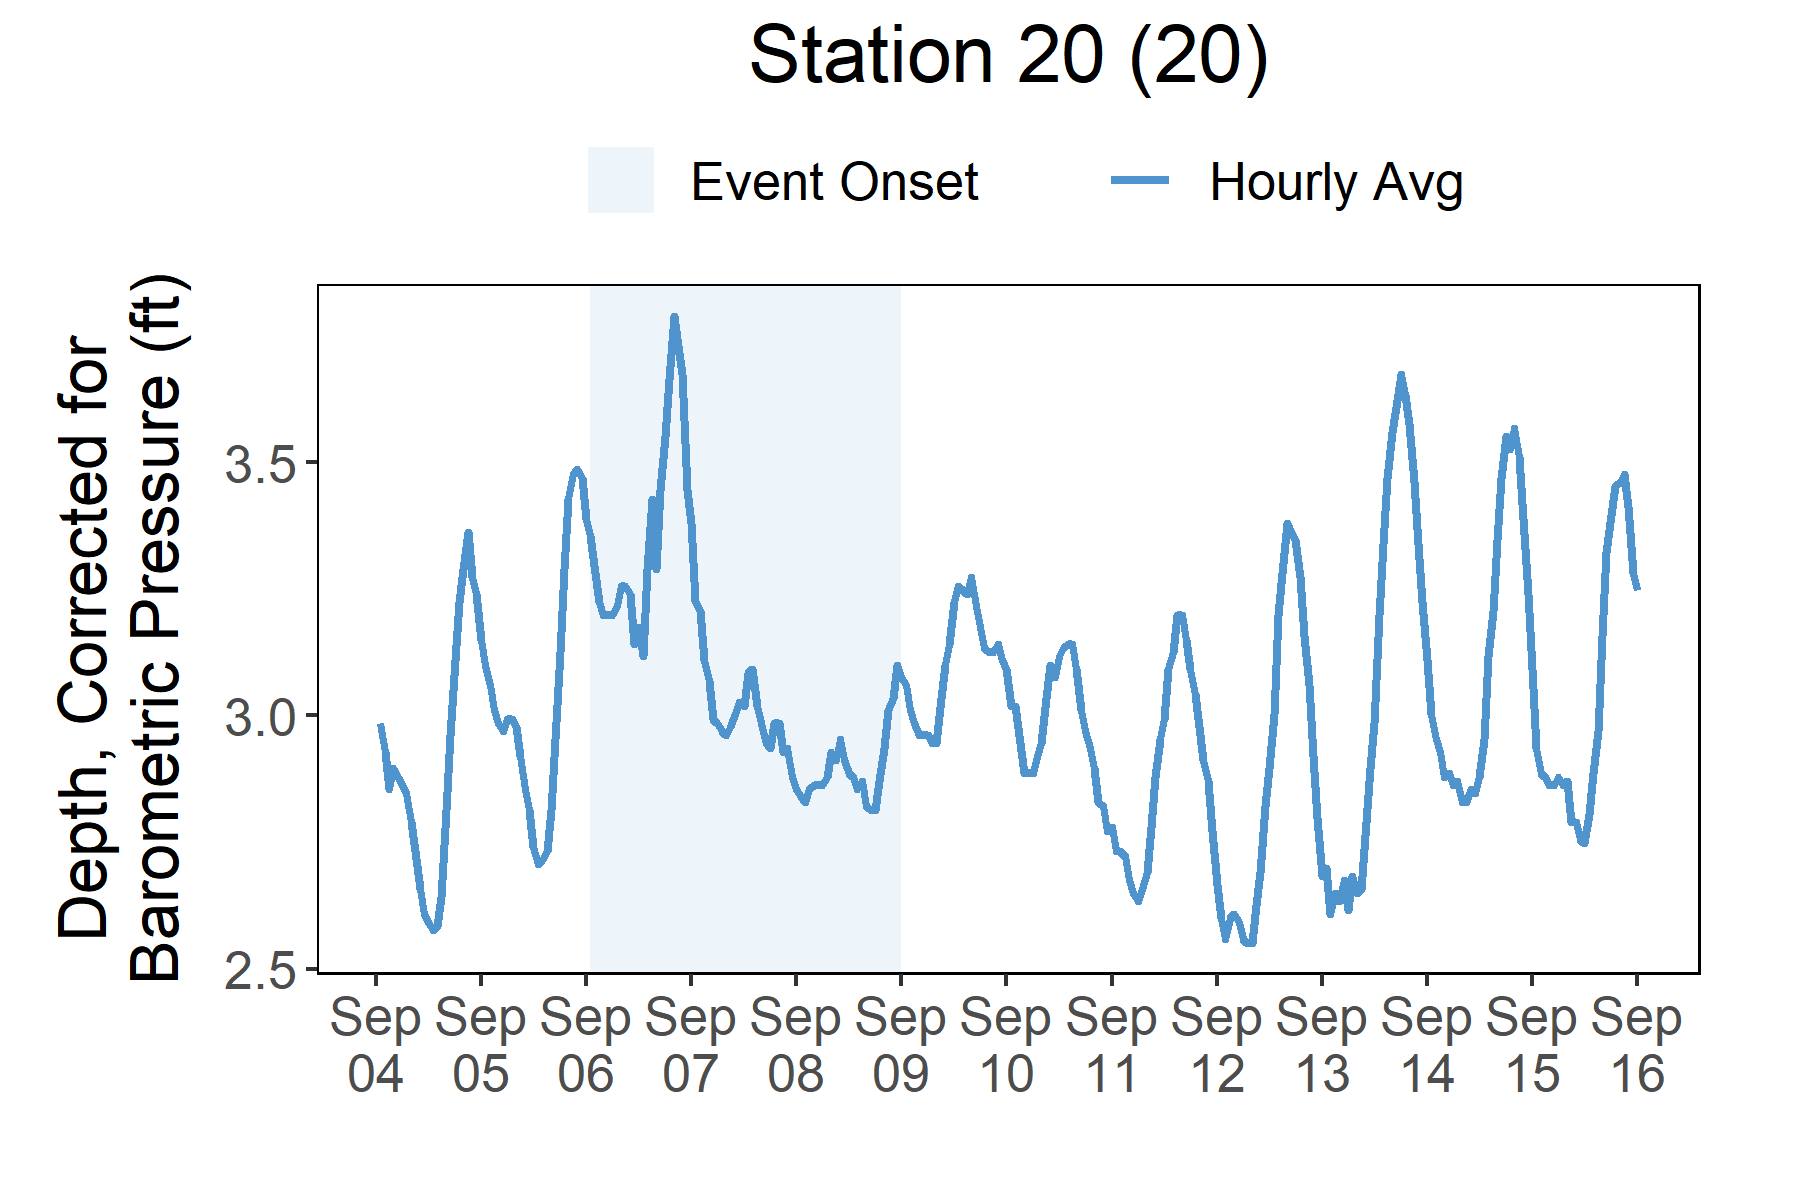 Station 20 (20)
Event Onset
Hourly Avg
Depth, Corrected for
Barometric Pressure (ft)
3.5
3.0
2.5
Sep Sep Sep Sep Sep Sep Sep Sep Sep Sep Sep Sep Sep
04 05 06 07 08 09 10 11 12 13 14 15 16